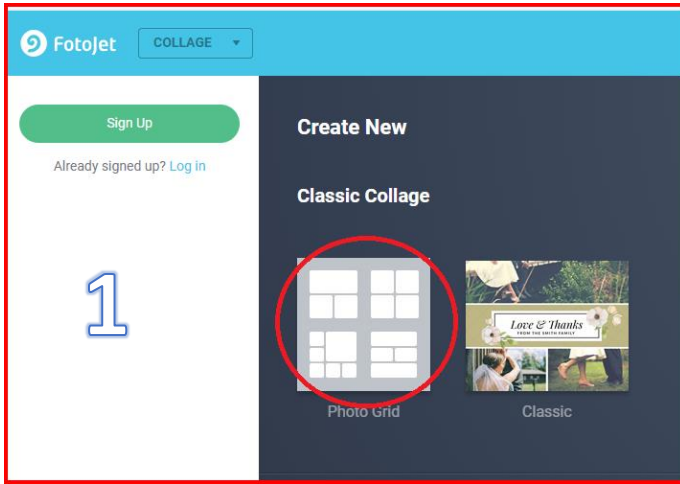 FotoJet
COLLAGE
Sign Up
Already signed up? Log in
1
Create New
Classic Collage
Love & Thanks
FROM THE SMITH FAMILY
Photo Grid
Classic